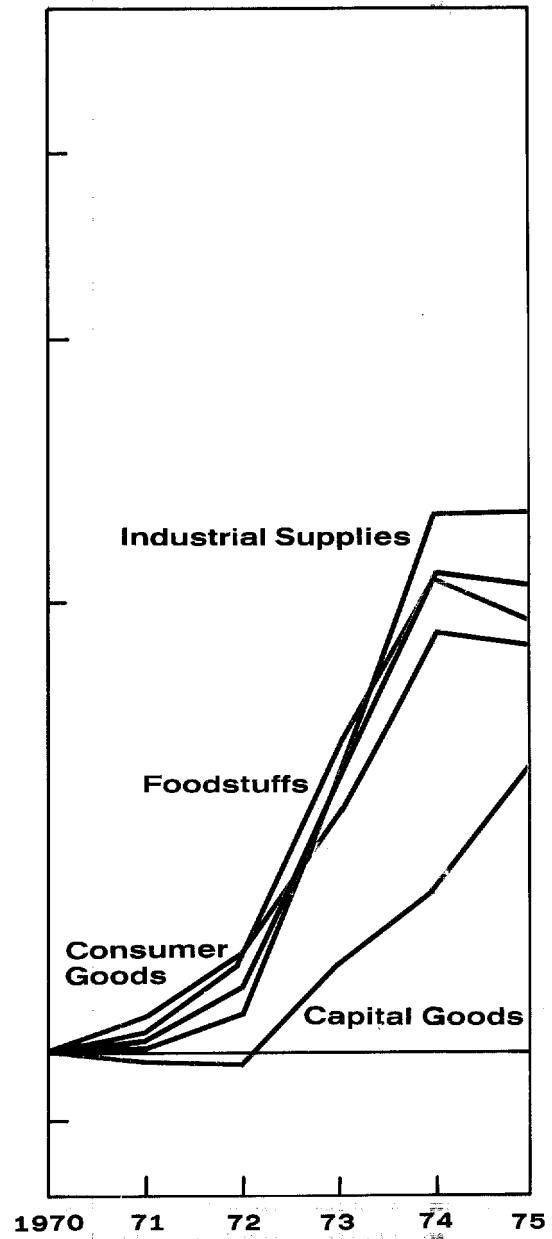 Industrial Supplies
Foodstuffs
Consumer
Goods
Capital Goods
1970 71 72 73 74 75